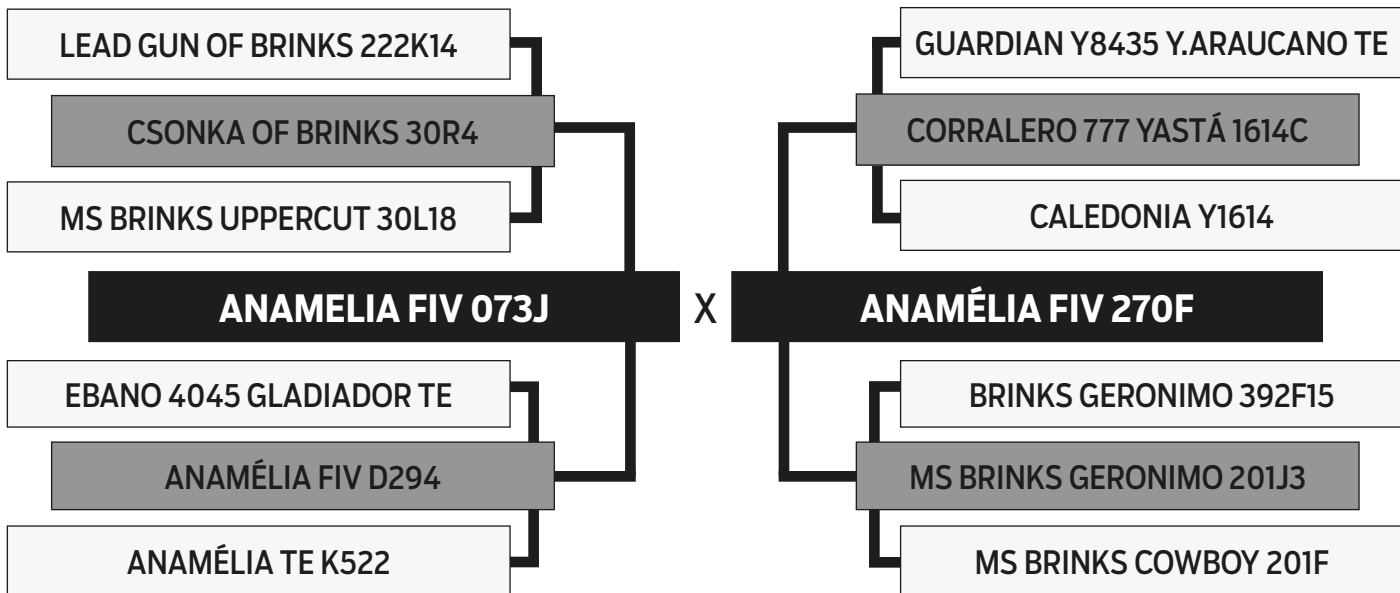 LEAD GUN OF BRINKS 222K14
GUARDIAN Y8435 Y.ARAUCANO TE
CSONKA OF BRINKS 30R4
CORRALERO 777 YASTÁ 1614C
MS BRINKS UPPERCUT 30L18
CALEDONIA Y1614
ANAMELIA FIV 073J X ANAMÉLIA FIV 270F
EBANO 4045 GLADIADOR TE
BRINKS GERONIMO 392F15
ANAMÉLIA FIV D294
MS BRINKS GERONIMO 201J3
ANAMÉLIA TE K522
MS BRINKS COWBOY 201F